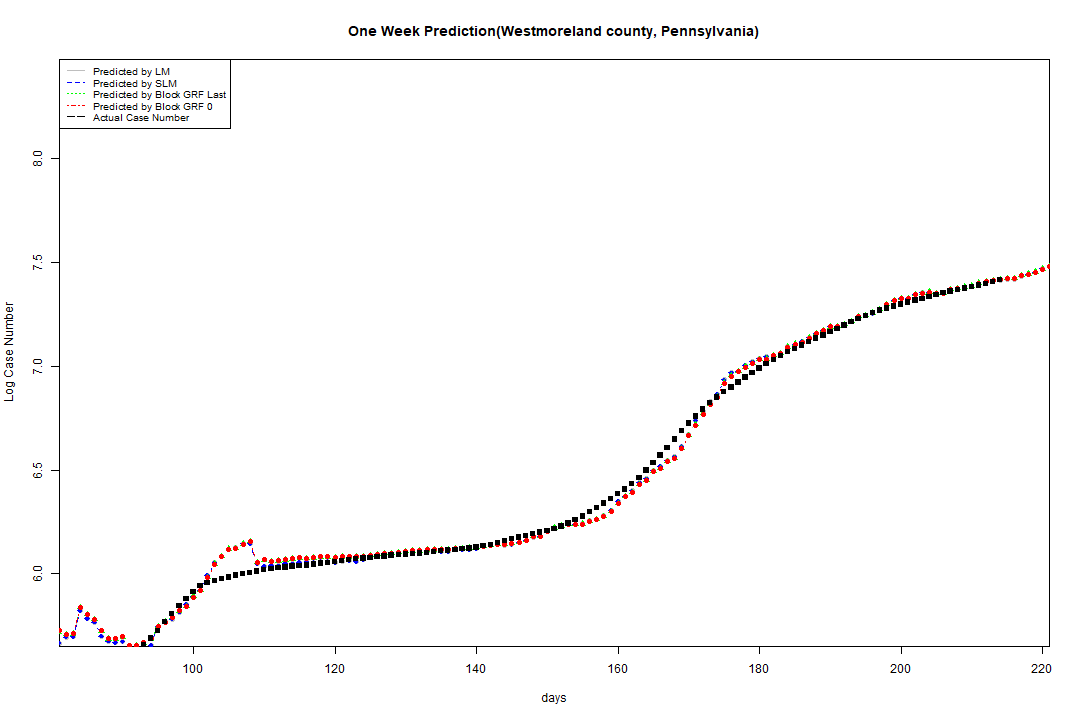 One Week Prediction(Westmoreland county, Pennsylvania)
Predicted by LM
Predicted by SLM
Predicted by Block GRF Last
Predicted by Block GRF 0
Actual Case Number
8.0
7.5
7.0
6.5
6.0
Log Case Number
100 120 140 160 180 200 220
days